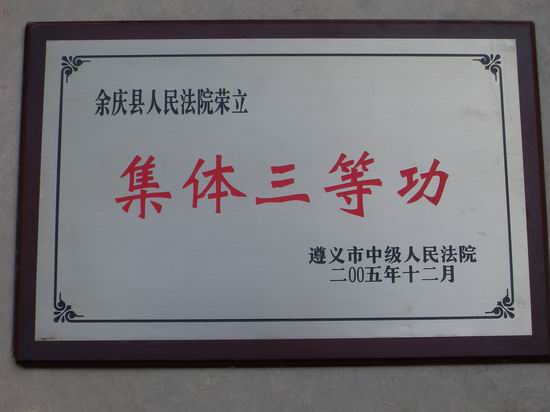 余庆县人民法院荣立
集体三等功
遵义市中级人民法院
二00五年十二月